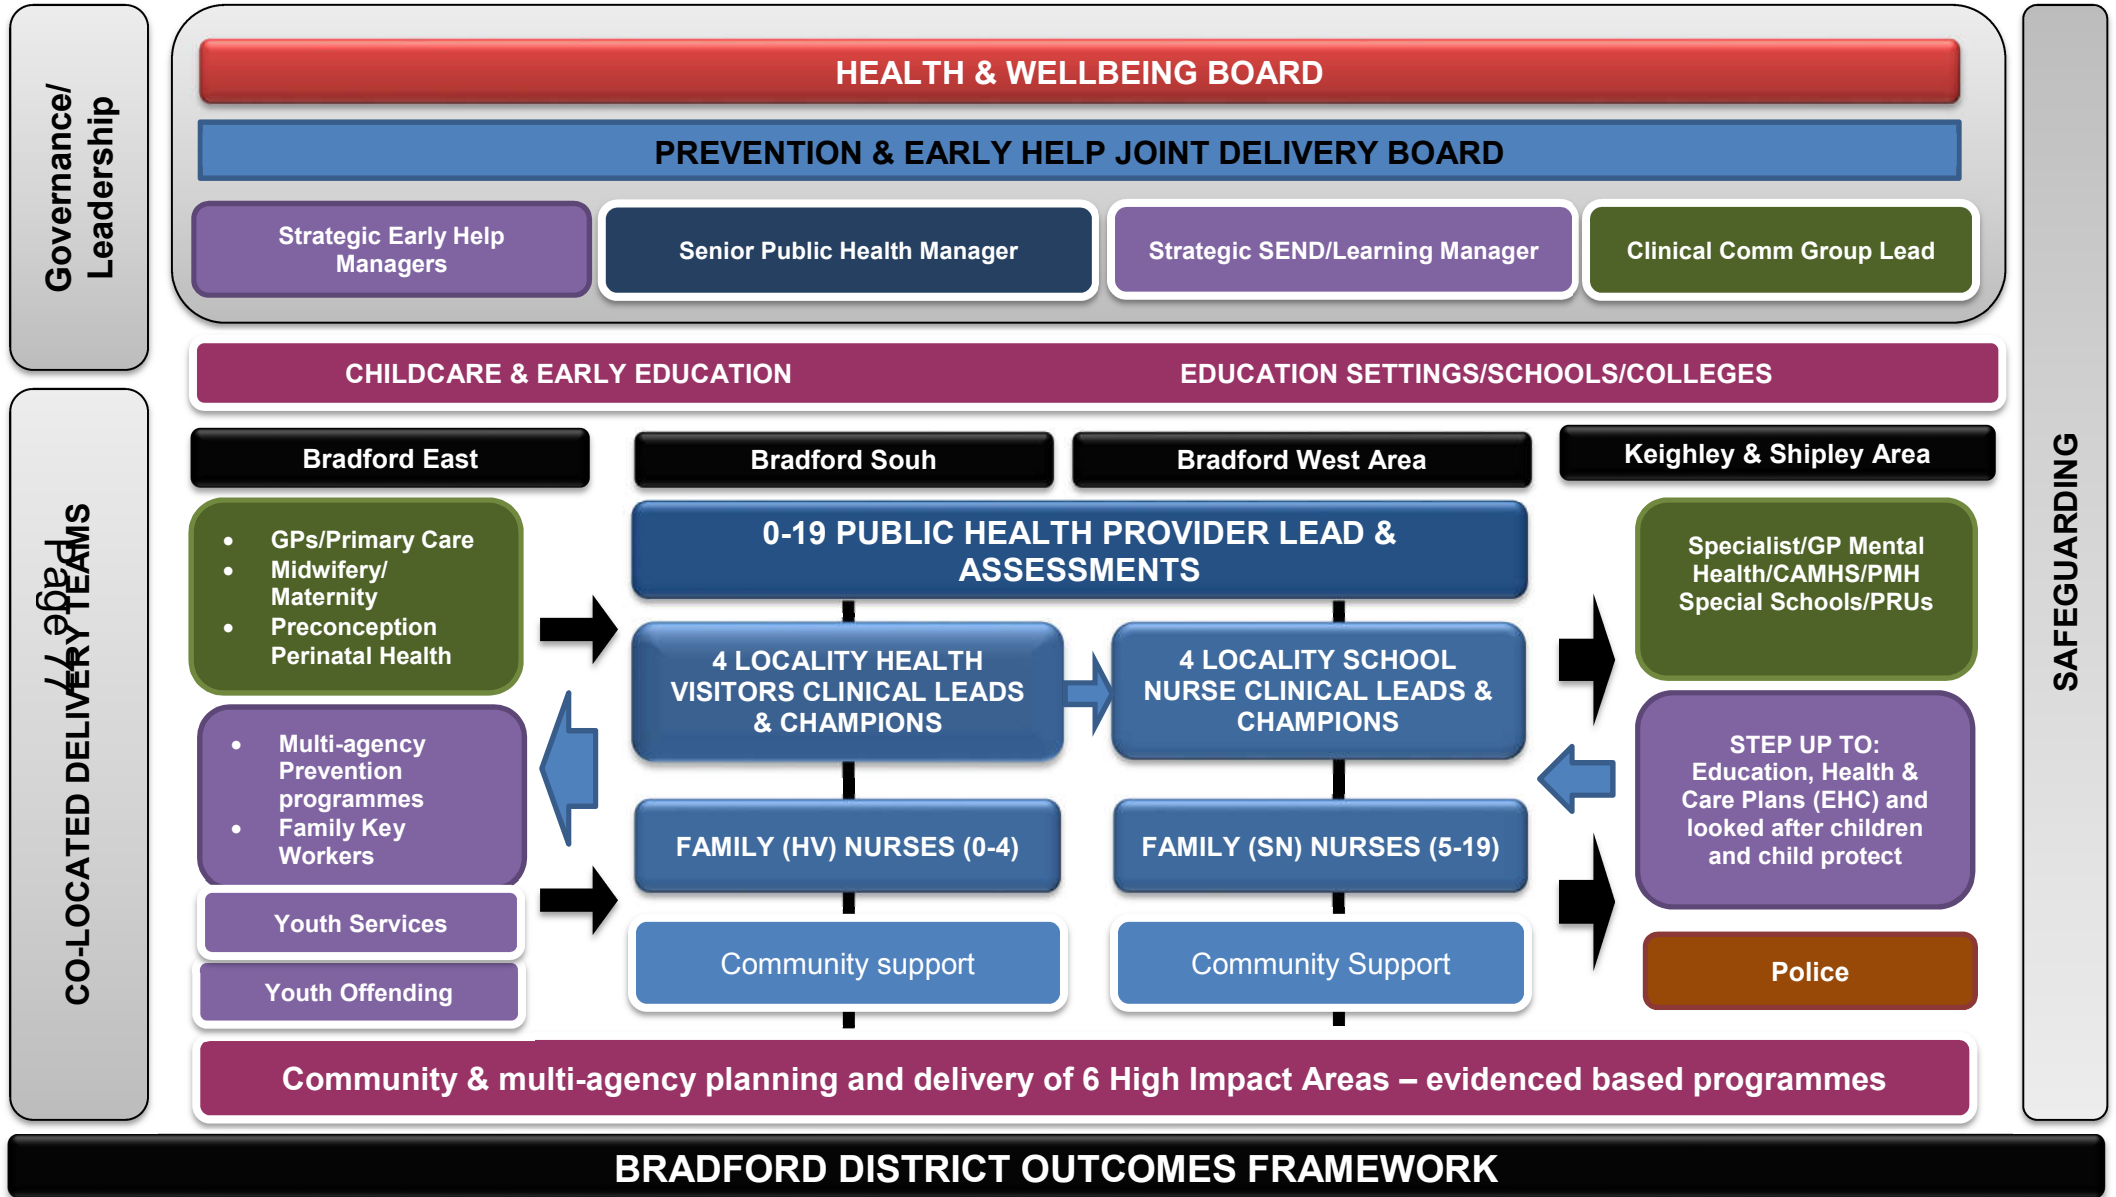 Governance/
Leadership
HEALTH & WELLBEING BOARD
PREVENTION & EARLY HELP JOINT DELIVERY BOARD
Strategic Early Help
Managers
Senior Public Health Manager
Strategic SEND/Learning Manager
Clinical Comm Group Lead
CHILDCARE & EARLY EDUCATION
EDUCATION SETTINGS/SCHOOLS/COLLEGES
SAFEGUARDING
CO-LOCATED DELIVERY TEAMS
Page 77
Bradford East
Bradford Souh
Bradford West Area
Keighley & Shipley Area
• GPs/Primary Care
• Midwifery/
Maternity
• Preconception
Perinatal Health
• Multi-agency
Prevention
programmes
• Family Key
Workers
Youth Services
Youth Offending
0-19 PUBLIC HEALTH PROVIDER LEAD &
ASSESSMENTS
4 LOCALITY HEALTH
VISITORS CLINICAL LEADS
& CHAMPIONS
4 LOCALITY SCHOOL
NURSE CLINICAL LEADS &
CHAMPIONS
FAMILY (HV) NURSES (0-4)
FAMILY (SN) NURSES (5-19)
Community support
Community Support
Specialist/GP Mental
Health/CAMHS/PMH
Special Schools/PRUs
STEP UP TO:
Education, Health &
Care Plans (EHC) and
looked after children
and child protect
Police
Community & multi-agency planning and delivery of 6 High Impact Areas – evidenced based programmes
BRADFORD DISTRICT OUTCOMES FRAMEWORK